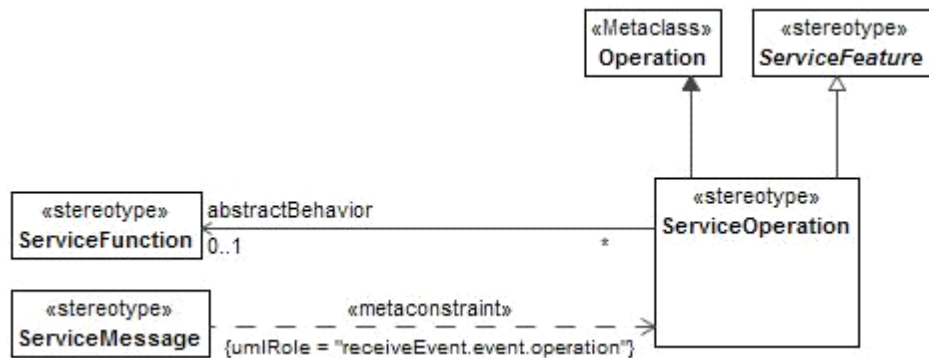 «Metaclass»
Operation
«stereotype»
ServiceFeature
«stereotype»
ServiceFunction
abstractBehavior
0..1
*
«stereotype»
ServiceOperation
«stereotype»
ServiceMessage
«metaconstraint»
{umlRole = "receiveEvent.event.operation"}